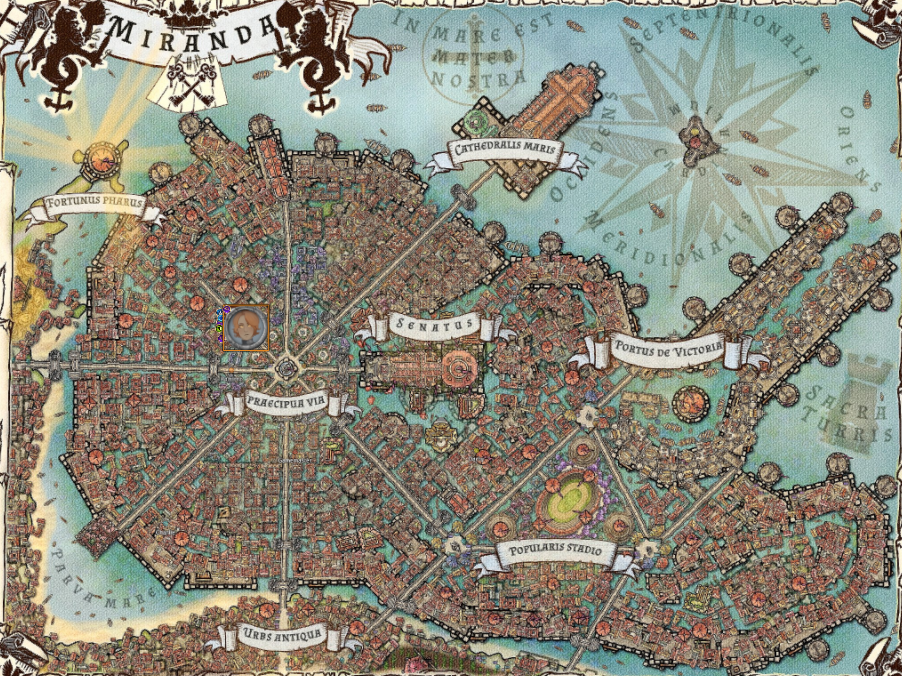 MIRANDA
IN MARE EST
MATER
NOSTRA
SEPTENTRIONALIS
CATHEDRALIS MARIS
OCCIDENS
ORIENS
MERIDIONALIS
FORTUNUS PHARUS
SENATUS
PORTUS DE VICTORIA
PRAECIPUA VIA
SACRA
TURRIS
POPULARIS STADIO
PARVA MARE
URBS ANTIQUA